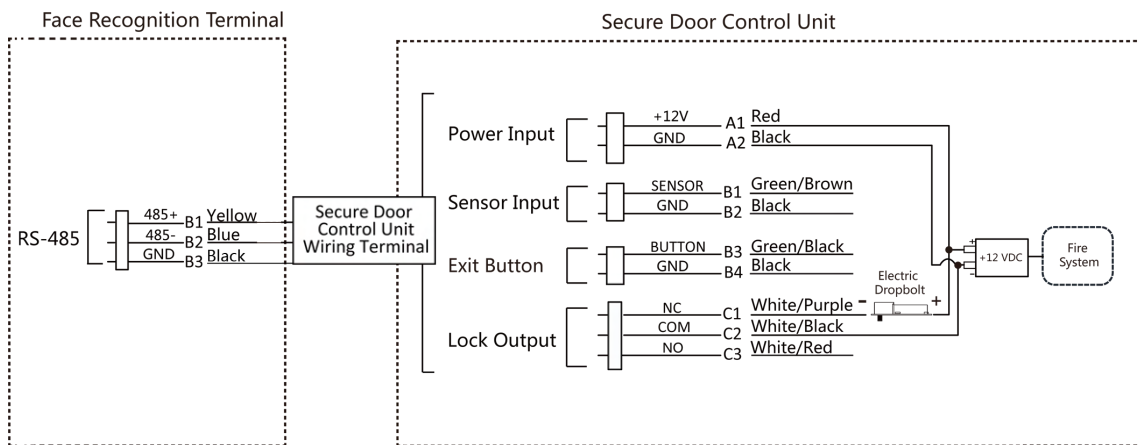 Face Recognition Terminal
Secure Door Control Unit
RS-485
485+ B1 Yellow
485- B2 Blue
GND B3 Black
Secure Door
Control Unit
Wiring Terminal
Power Input
+12V A1 Red
GND A2 Black
Sensor Input
SENSOR B1 Green/Brown
GND B2 Black
Exit Button
BUTTON B3 Green/Black
GND B4 Black
Lock Output
NC C1 White/Purple
COM C2 White/Black
NO C3 White/Red
Electric
Dropbolt
- +
+
+12 VDC
-
Fire
System